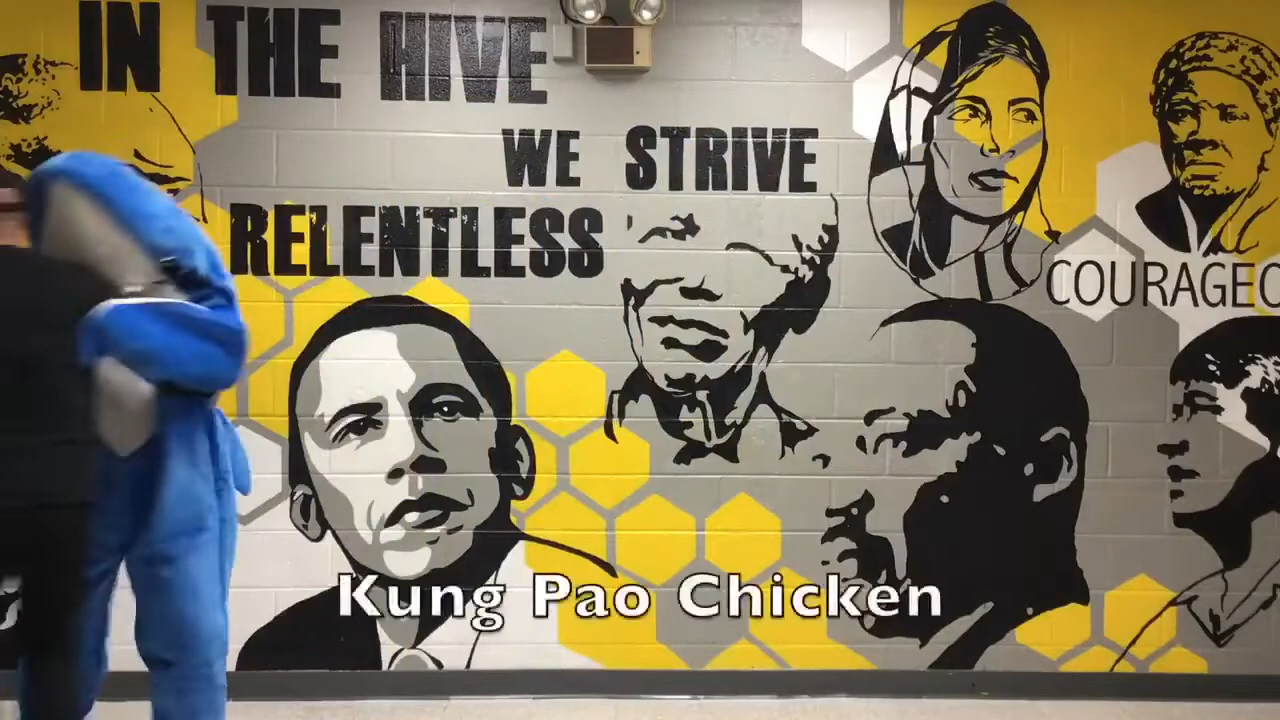 IN THE HIVE
WE STRIVE
RELENTLESS
COURAGEO
Kung Pao Chicken